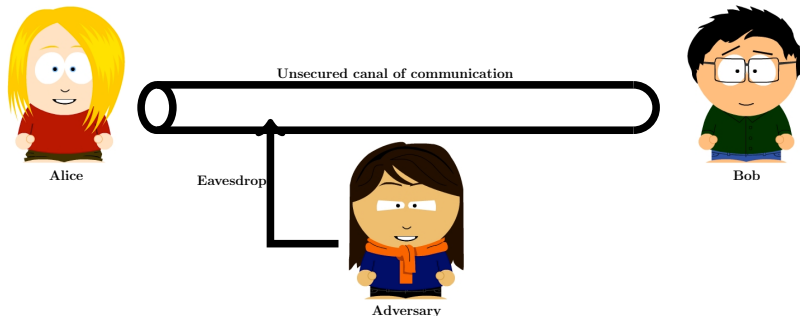 Unsecured canal of communication
Alice
Bob
Eavesdrop
Adversary